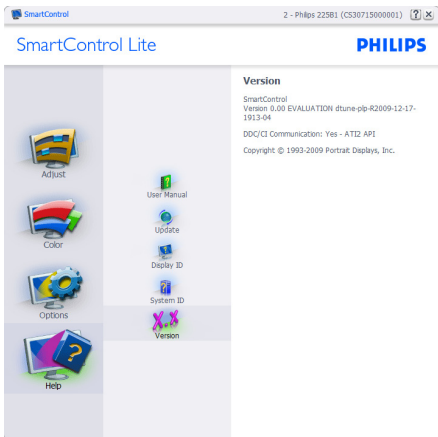 SmartControl
2 - Philips 225B1 (CS30715000001)
SmartControl Lite
PHILIPS
Adjust
Color
Options
Help
User Manual
Update
Display ID
System ID
X.X
Version
Version
SmartControl
Version 0.00 EVALUATION dtune-plp-R2009-12-17-
1913-04
DDC/CI Communication: Yes - ATI2 API
Copyright © 1993-2009 Portrait Displays, Inc.